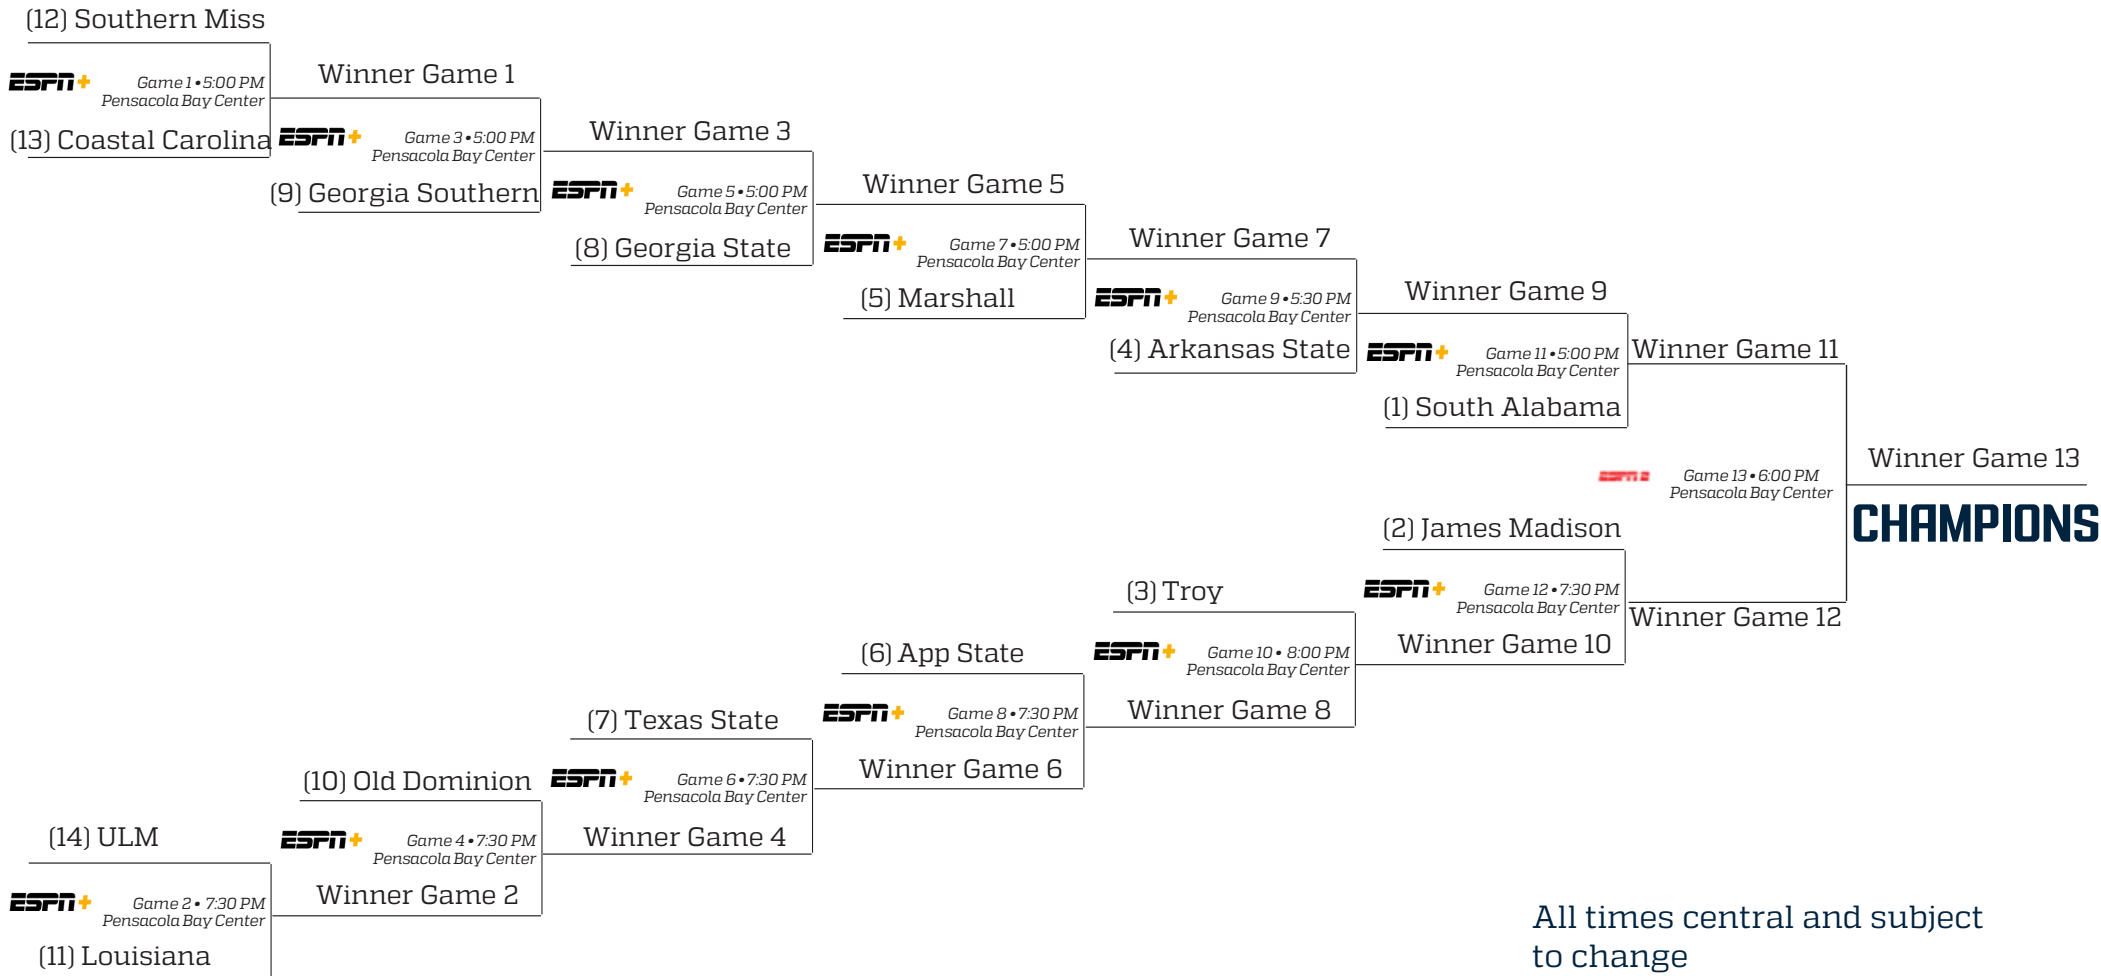 (12) Southern Miss
ESPN+
Game 1 • 5:00 PM
Pensacola Bay Center
(13) Coastal Carolina
Winner Game 1
ESPN+
Game 3 • 5:00 PM
Pensacola Bay Center
(9) Georgia Southern
Winner Game 3
ESPN+
Game 5 • 5:00 PM
Pensacola Bay Center
(8) Georgia State
Winner Game 5
ESPN+
Game 7 • 5:00 PM
Pensacola Bay Center
(5) Marshall
Winner Game 7
ESPN+
Game 9 • 5:30 PM
Pensacola Bay Center
(4) Arkansas State
Winner Game 9
ESPN+
Game 11 • 5:00 PM
Pensacola Bay Center
(1) South Alabama
Winner Game 11
ESPN2
Game 13 • 6:00 PM
Pensacola Bay Center
Winner Game 13
CHAMPIONS
(2) James Madison
ESPN+
Game 12 • 7:30 PM
Pensacola Bay Center
Winner Game 12
Winner Game 10
(3) Troy
ESPN+
Game 10 • 8:00 PM
Pensacola Bay Center
Winner Game 8
(6) App State
ESPN+
Game 8 • 7:30 PM
Pensacola Bay Center
Winner Game 6
(7) Texas State
ESPN+
Game 6 • 7:30 PM
Pensacola Bay Center
Winner Game 4
(10) Old Dominion
ESPN+
Game 4 • 7:30 PM
Pensacola Bay Center
Winner Game 2
(14) ULM
ESPN+
Game 2 • 7:30 PM
Pensacola Bay Center
(11) Louisiana
All times central and subject
to change